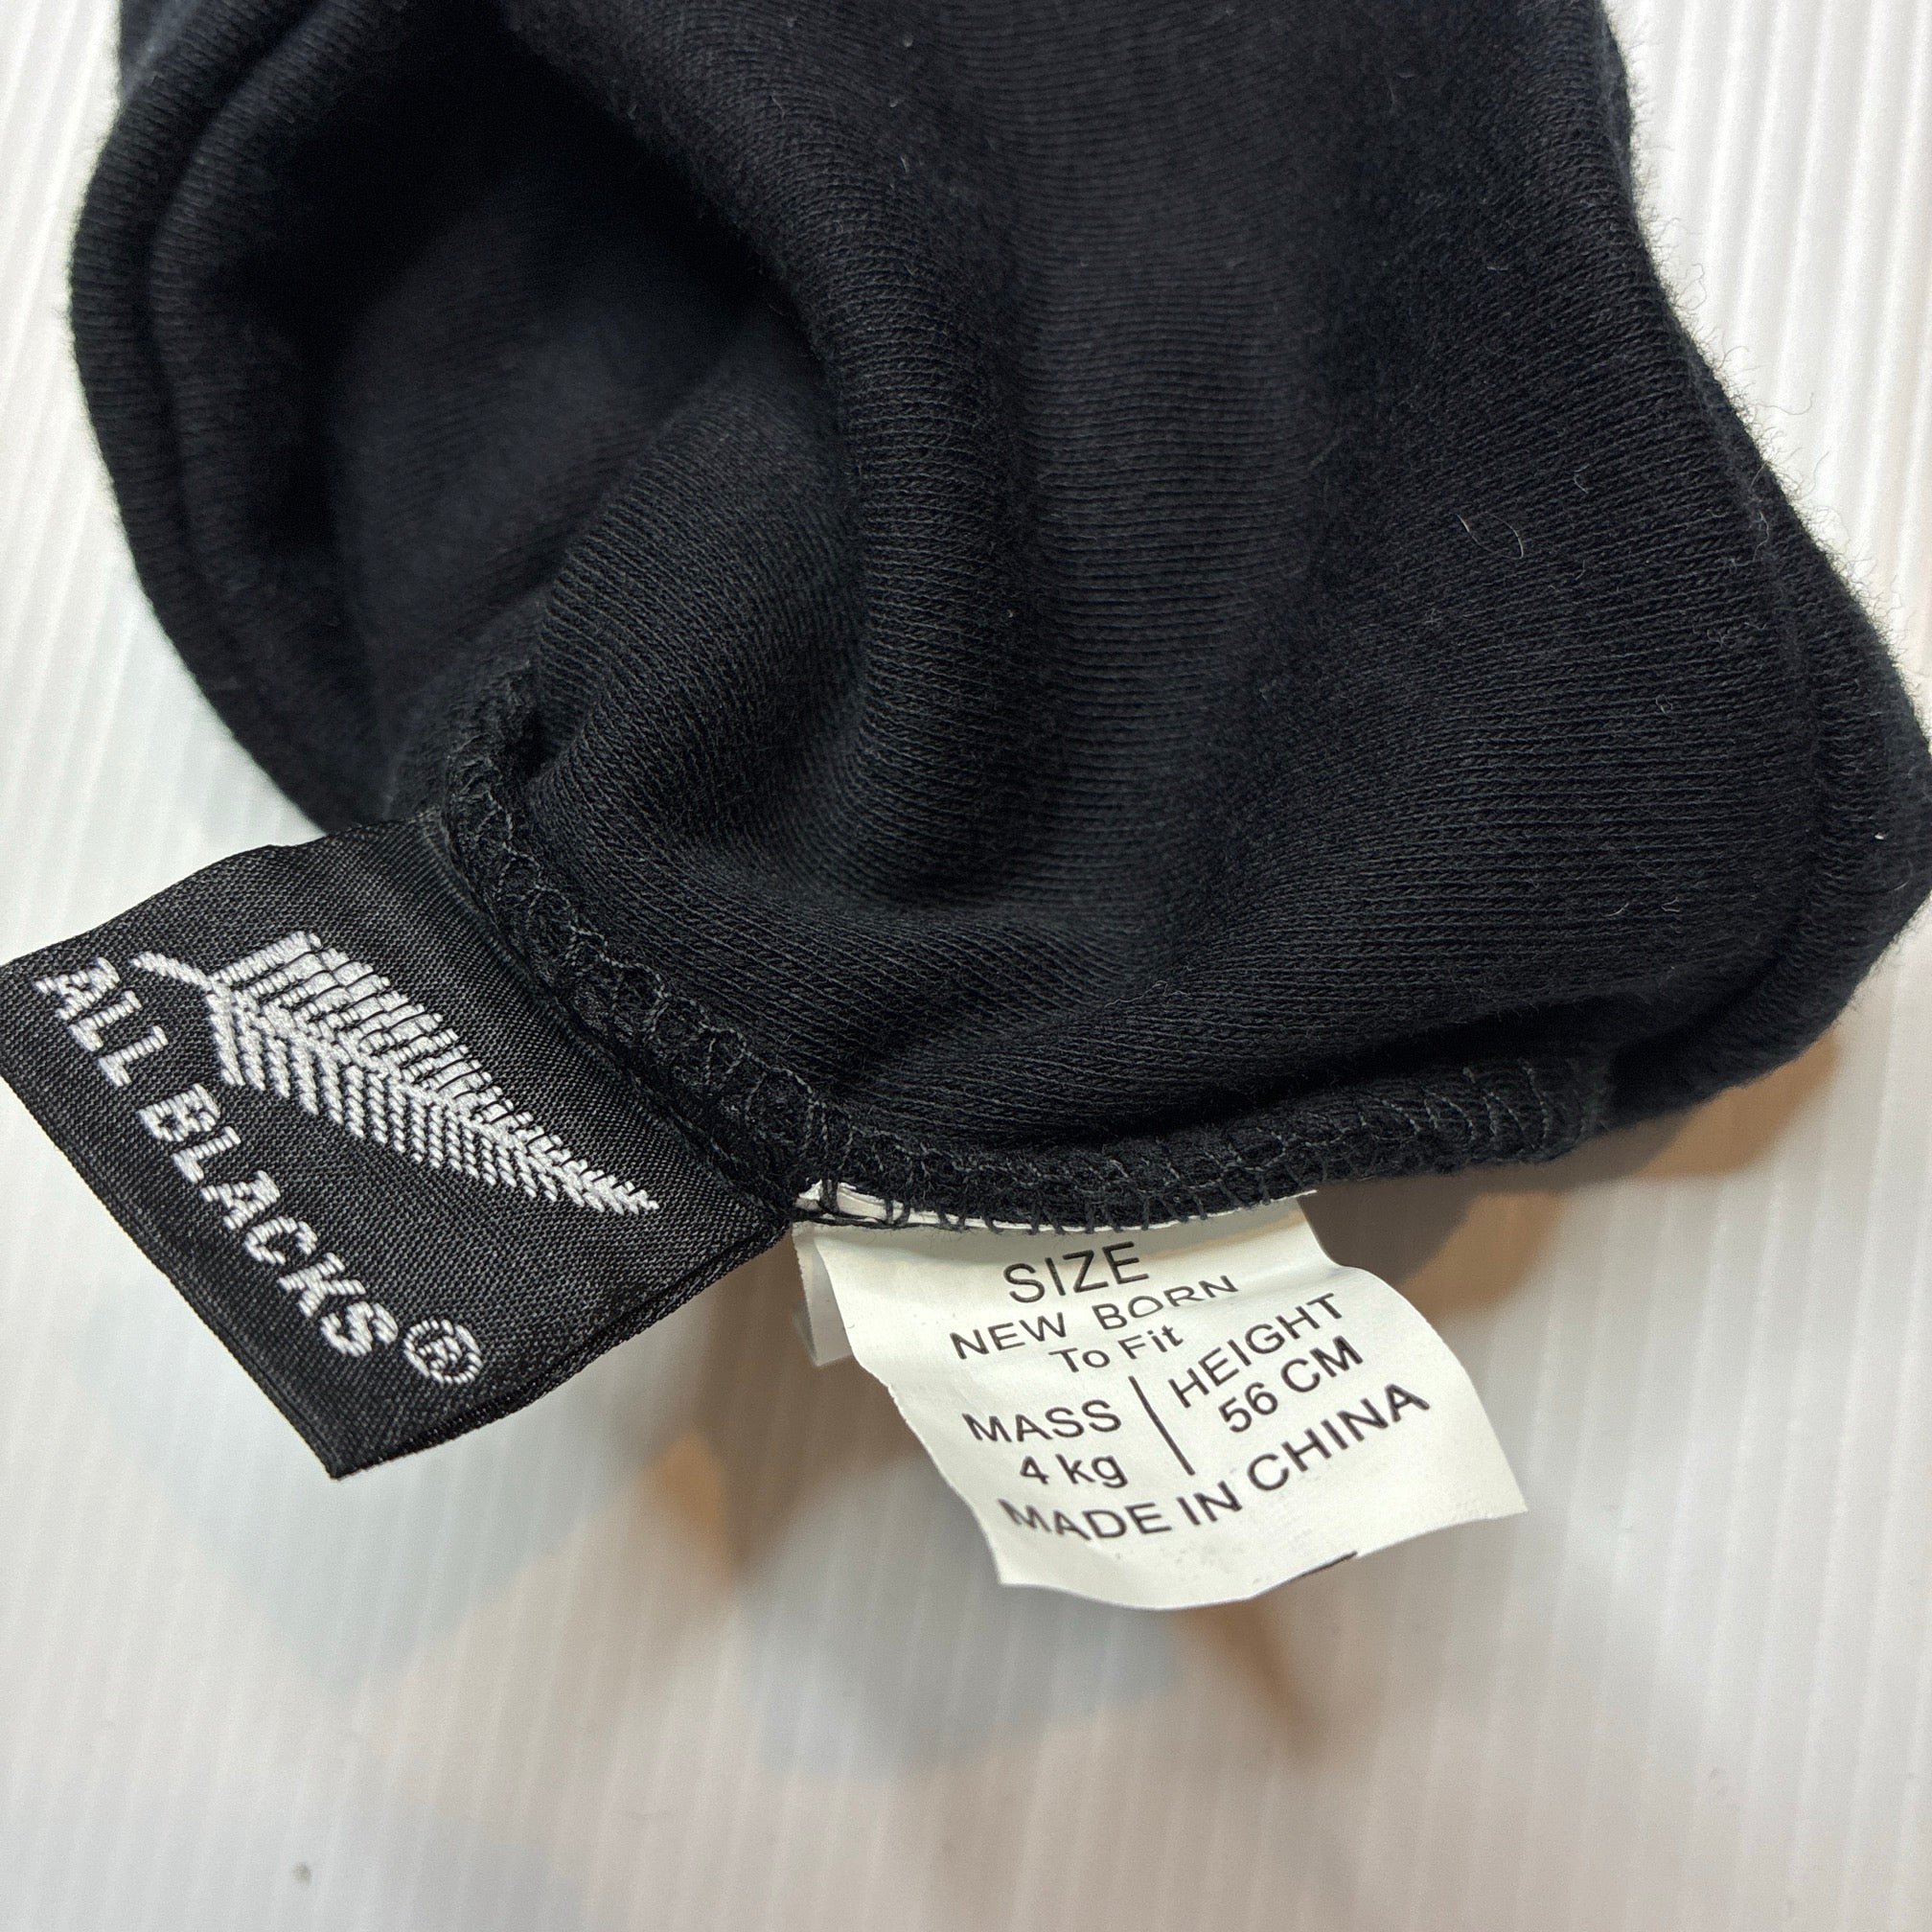 ALL BLACKS®
SIZE
NEW BORN
To Fit
MASS | HEIGHT
4 kg | 56 CM
MADE IN CHINA